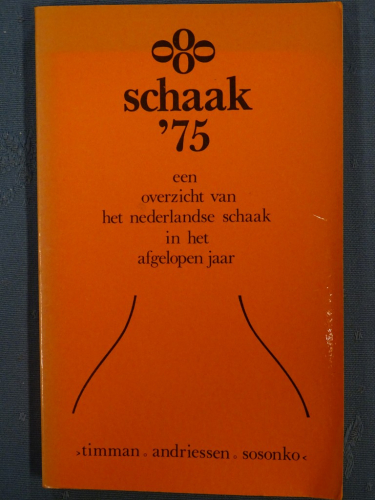 schaak
'75
een
overzicht van
het nederlandse schaak
in het
afgelopen jaar
›timman ◦ andriessen ◦ sosonko‹